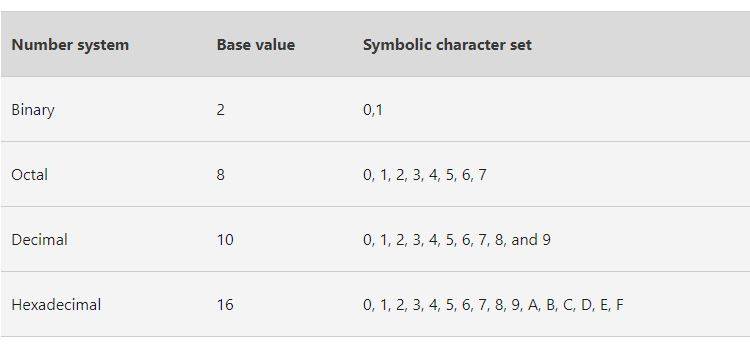 Number system Base value Symbolic character set
Binary 2 0,1
Octal 8 0, 1, 2, 3, 4, 5, 6, 7
Decimal 10 0, 1, 2, 3, 4, 5, 6, 7, 8, and 9
Hexadecimal 16 0, 1, 2, 3, 4, 5, 6, 7, 8, 9, A, B, C, D, E, F